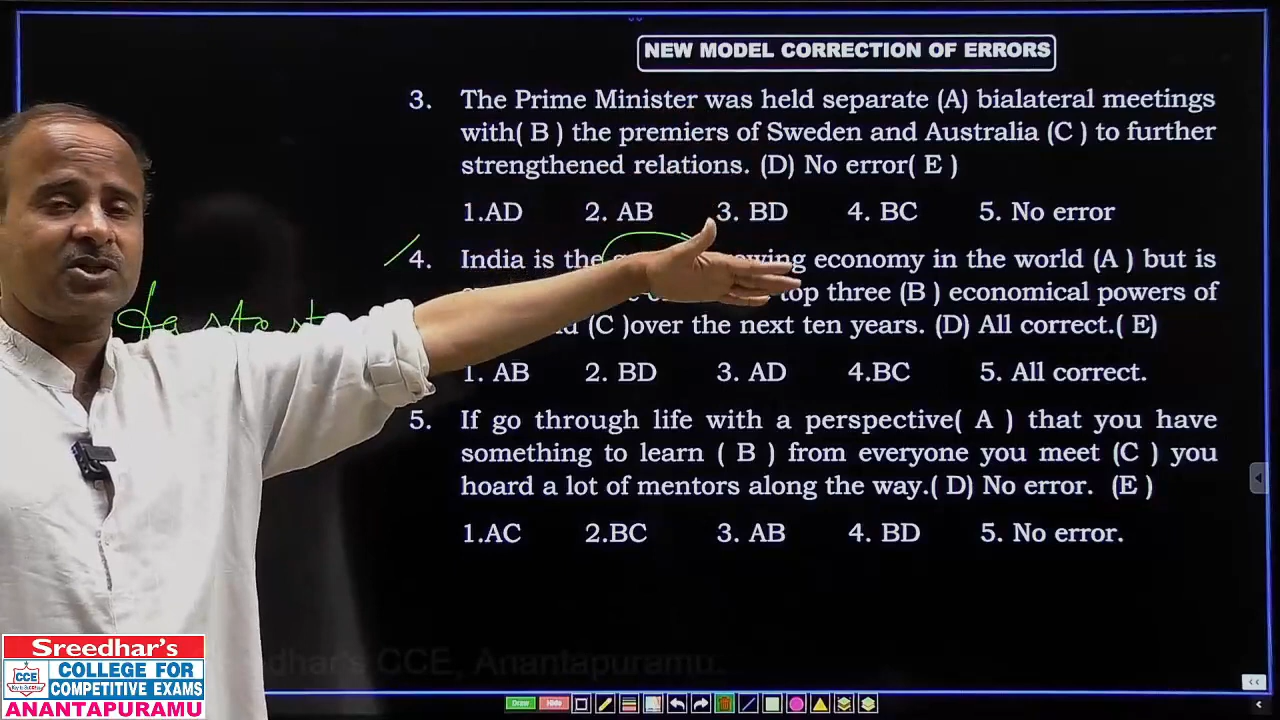 NEW MODEL CORRECTION OF ERRORS
3. The Prime Minister was held separate (A) bialateral meetings
with( B ) the premiers of Sweden and Australia (C ) to further
strengthened relations. (D) No error( E )
1.AD 2. AB 3. BD 4. BC 5. No error
4. India is the economy in the world (A ) but is
top three (B ) economical powers of
(C )over the next ten years. (D) All correct.( E)
1. AB 2. BD 3. AD 4.BC 5. All correct.
5. If go through life with a perspective( A ) that you have
something to learn ( B ) from everyone you meet (C ) you
hoard a lot of mentors along the way.( D) No error. (E )
1.AC 2.BC 3. AB 4. BD 5. No error.
Sreedhar's
CCE
COLLEGE FOR
COMPETITIVE EXAMS
ANANTAPURAMU
dhar's CCE, Anantapuramu.
Draw Hide